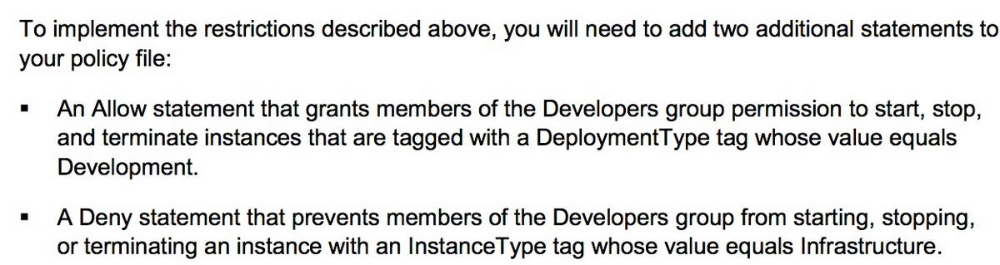 To implement the restrictions described above, you will need to add two additional statements to
your policy file:
▪ An Allow statement that grants members of the Developers group permission to start, stop,
and terminate instances that are tagged with a DeploymentType tag whose value equals
Development.
▪ A Deny statement that prevents members of the Developers group from starting, stopping,
or terminating an instance with an InstanceType tag whose value equals Infrastructure.